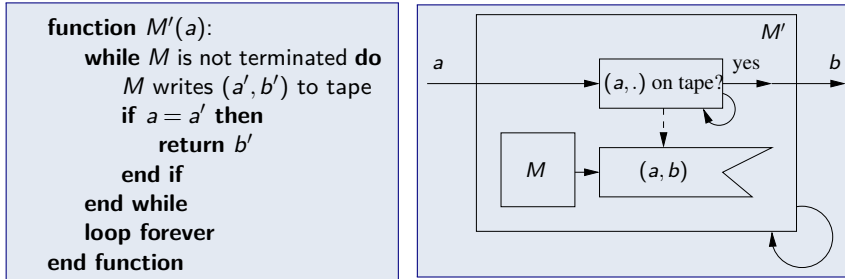 function M′(a):
while M is not terminated do
M writes (a′, b′) to tape
if a = a′ then
return b′
end if
end while
loop forever
end function
M′
a
(a, .) on tape?
yes
b
M
(a, b)